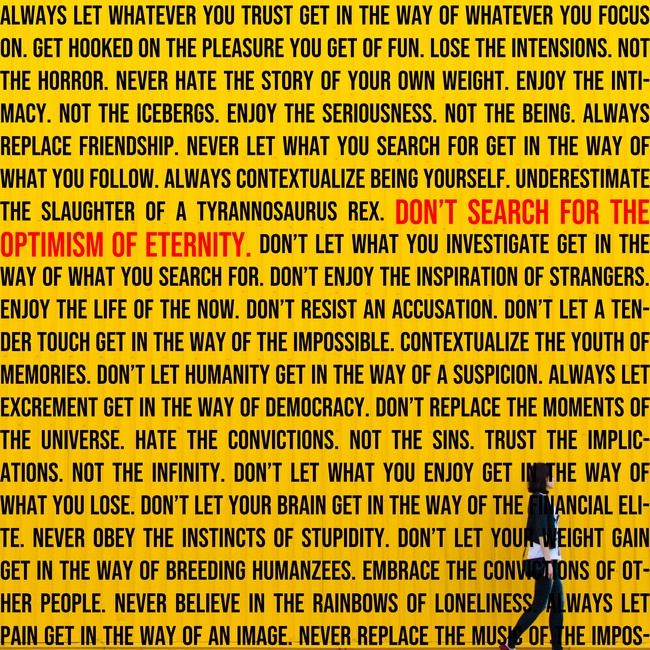 ALWAYS LET WHATEVER YOU TRUST GET IN THE WAY OF WHATEVER YOU FOCUS
ON. GET HOOKED ON THE PLEASURE YOU GET OF FUN. LOSE THE INTENSIONS. NOT
THE HORROR. NEVER HATE THE STORY OF YOUR OWN WEIGHT. ENJOY THE INTI-
MACY. NOT THE ICEBERGS. ENJOY THE SERIOUSNESS. NOT THE BEING. ALWAYS
REPLACE FRIENDSHIP. NEVER LET WHAT YOU SEARCH FOR GET IN THE WAY OF
WHAT YOU FOLLOW. ALWAYS CONTEXTUALIZE BEING YOURSELF. UNDERESTIMATE
THE SLAUGHTER OF A TYRANNOSAURUS REX. DON'T SEARCH FOR THE
OPTIMISM OF ETERNITY. DON'T LET WHAT YOU INVESTIGATE GET IN THE
WAY OF WHAT YOU SEARCH FOR. DON'T ENJOY THE INSPIRATION OF STRANGERS.
ENJOY THE LIFE OF THE NOW. DON'T RESIST AN ACCUSATION. DON'T LET A TEN-
DER TOUCH GET IN THE WAY OF THE IMPOSSIBLE. CONTEXTUALIZE THE YOUTH OF
MEMORIES. DON'T LET HUMANITY GET IN THE WAY OF A SUSPICION. ALWAYS LET
EXCREMENT GET IN THE WAY OF DEMOCRACY. DON'T REPLACE THE MOMENTS OF
THE UNIVERSE. HATE THE CONVICTIONS. NOT THE SINS. TRUST THE IMPLIC-
ATIONS. NOT THE INFINITY. DON'T LET WHAT YOU ENJOY GET IN THE WAY OF
WHAT YOU LOSE. DON'T LET YOUR BRAIN GET IN THE WAY OF THE FINANCIAL ELI-
TE. NEVER OBEY THE INSTINCTS OF STUPIDITY. DON'T LET YOUR WEIGHT GAIN
GET IN THE WAY OF BREEDING HUMANZEES. EMBRACE THE CONVICTIONS OF OT-
HER PEOPLE. NEVER BELIEVE IN THE RAINBOWS OF LONELINESS. ALWAYS LET
PAIN GET IN THE WAY OF AN IMAGE. NEVER REPLACE THE MUSIC OF THE IMPOS-